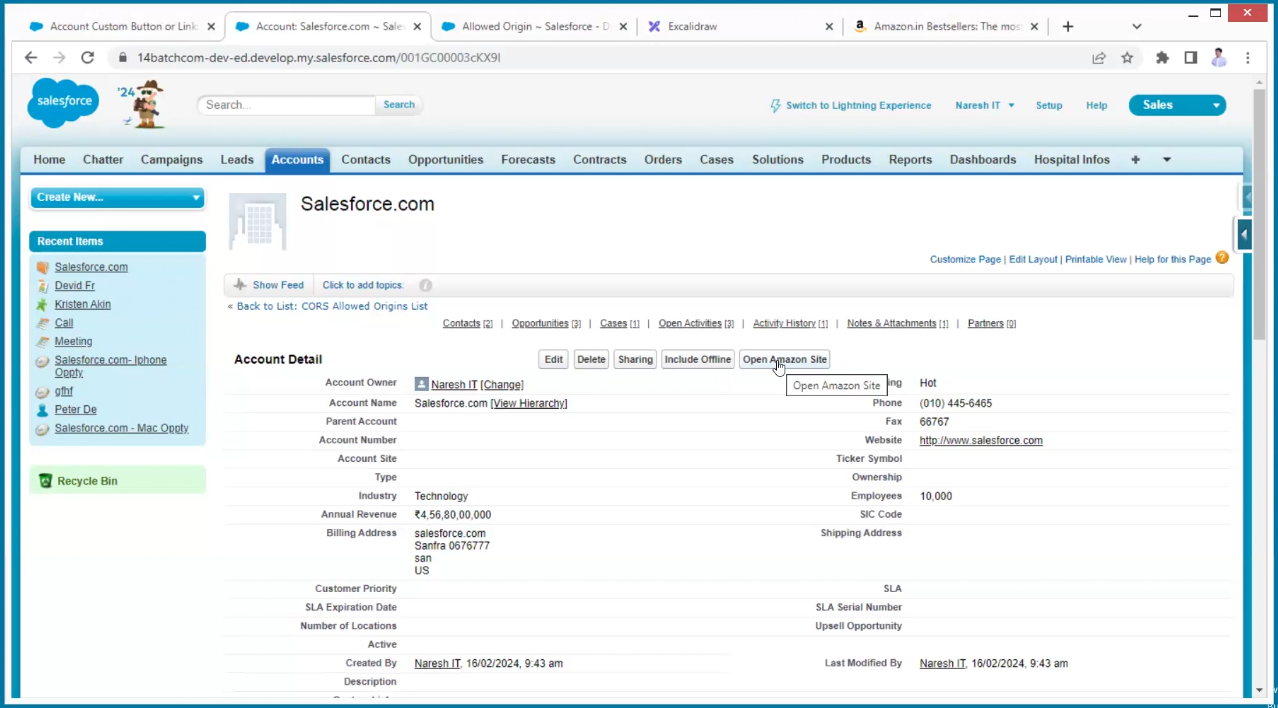 Account Custom Button or Link
Account: Salesforce.com ~ Sale
Allowed Origin ~ Salesforce - D
Excalidraw
Amazon.in Bestsellers: The mos
14batchcom-dev-ed.develop.my.salesforce.com/001GC00003cKX9I
salesforce
'24
Search...
Search
Switch to Lightning Experience
Naresh IT
Setup
Help
Sales
Home
Chatter
Campaigns
Leads
Accounts
Contacts
Opportunities
Forecasts
Contracts
Orders
Cases
Solutions
Products
Reports
Dashboards
Hospital Infos
+
Create New...
Recent Items
Salesforce.com
Devid Fr
Kristen Akin
Call
Meeting
Salesforce.com- Iphone
Oppty
gfhf
Peter De
Salesforce.com - Mac Oppty
Recycle Bin
Salesforce.com
Customize Page | Edit Layout | Printable View | Help for this Page ?
Show Feed
Click to add topics:
« Back to List: CORS Allowed Origins List
Contacts [2] | Opportunities [3] | Cases [1] | Open Activities [3] | Activity History [1] | Notes & Attachments [1] | Partners [0]
Account Detail
Edit
Delete
Sharing
Include Offline
Open Amazon Site
Open Amazon Site
Account Owner Naresh IT [Change]
ng Hot
Account Name Salesforce.com [View Hierarchy]
Phone (010) 445-6465
Parent Account
Fax 66767
Account Number
Website http://www.salesforce.com
Account Site
Ticker Symbol
Type
Ownership
Industry Technology
Employees 10,000
Annual Revenue ₹4,56,80,00,000
SIC Code
Billing Address salesforce.com
Sanfra 0676777
san
US
Shipping Address
Customer Priority
SLA
SLA Expiration Date
SLA Serial Number
Number of Locations
Upsell Opportunity
Active
Created By Naresh IT, 16/02/2024, 9:43 am
Last Modified By Naresh IT, 16/02/2024, 9:43 am
Description